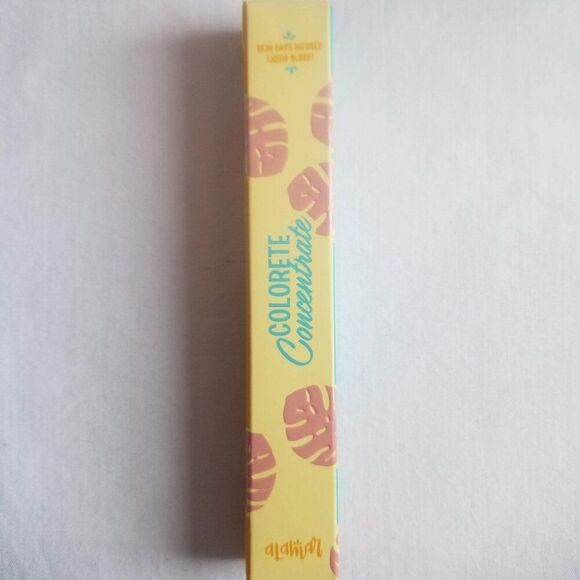 SKIN CARE INFUSED
LIQUID BLUSH!
COLORETE
Concentrate
alamar